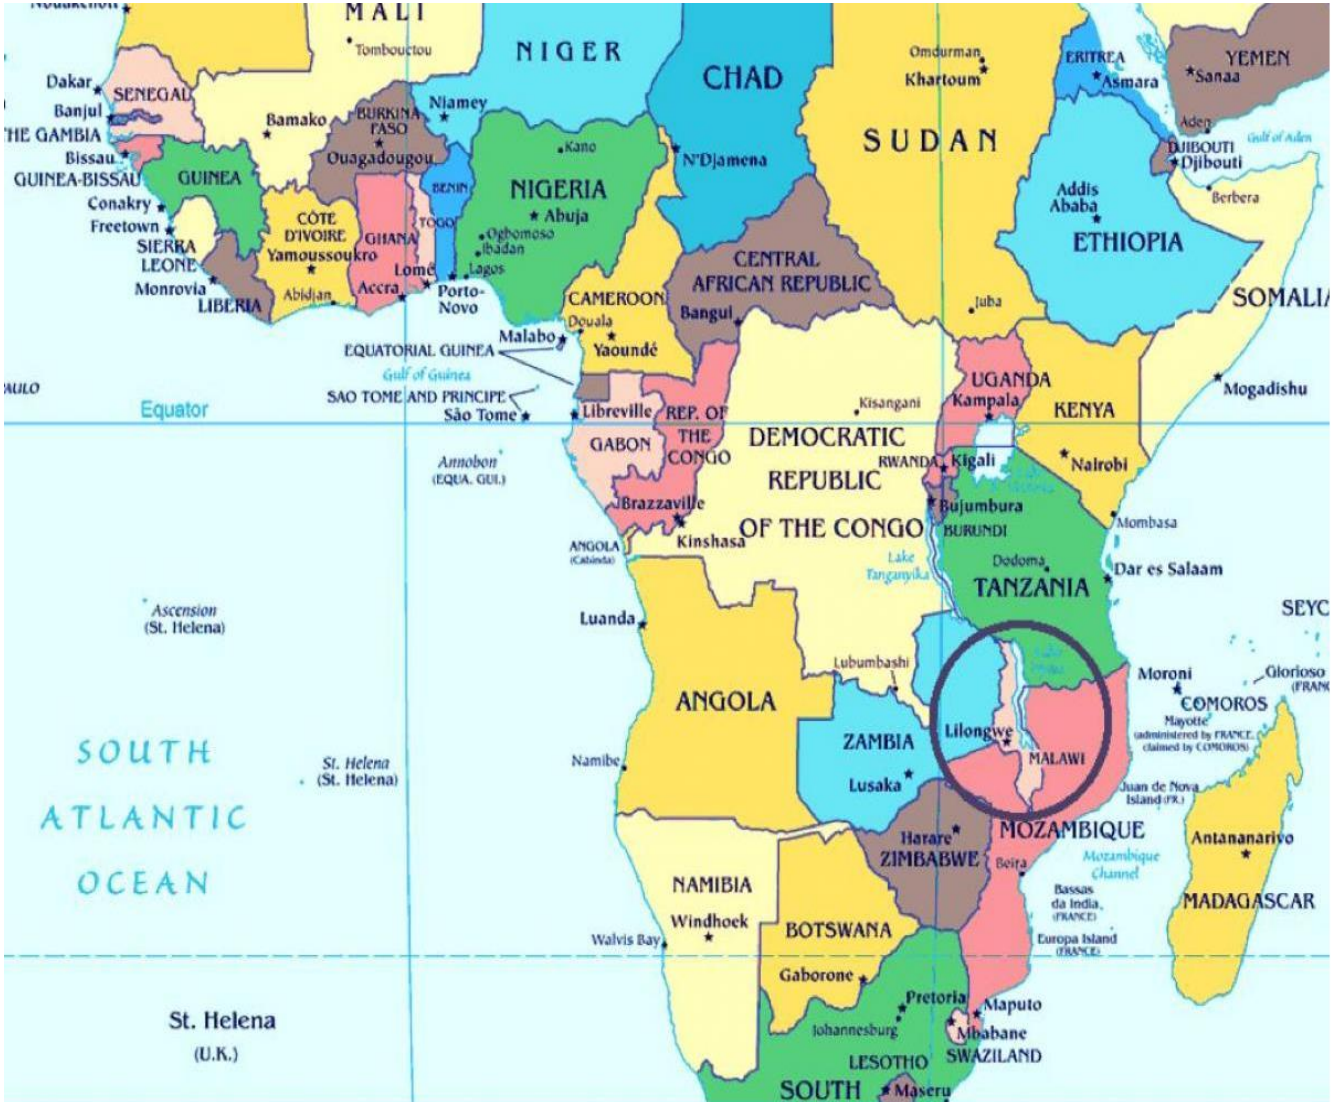 Nouakchott
MALI
Tombouctou
NIGER
CHAD
Omdurman
Khartoum
ERITREA
Asmara
YEMEN
Sanaa
Aden
Gulf of Aden
Dakar
SENEGAL
Banjul
THE GAMBIA
Bissau
GUINEA-BISSAU
Bamako
BURKINA
FASO
Ouagadougou
Niamey
Kano
N'Djamena
SUDAN
DJIBOUTI
Djibouti
Berbera
GUINEA
Conakry
Freetown
SIERRA
LEONE
Monrovia
LIBERIA
CÔTE
D'IVOIRE
Yamoussoukro
Abidjan
GHANA
Accra
TOGO
Lomé
BENIN
Porto-
Novo
NIGERIA
Abuja
Ogbomoso
Ibadan
Lagos
Addis
Ababa
ETHIOPIA
SOMALIA
CENTRAL
AFRICAN REPUBLIC
Bangui
Juba
CAMEROON
Douala
Malabo
Yaoundé
EQUATORIAL GUINEA
Gulf of Guinea
SAO TOME AND PRINCIPE
São Tome
Libreville
GABON
REP. OF
THE
CONGO
Kisangani
UGANDA
Kampala
KENYA
Nairobi
Mogadishu
PAULO
Equator
Annobon
(EQUA. GUI.)
DEMOCRATIC
REPUBLIC
OF THE CONGO
RWANDA
Kigali
Bujumbura
BURUNDI
Brazzaville
Kinshasa
ANGOLA
(Cabinda)
Mombasa
Lake
Tanganyika
Dodoma
TANZANIA
Dar es Salaam
SEYC
Ascension
(St. Helena)
Luanda
Lubumbashi
Moroni
COMOROS
Glorioso
(FRANC
Mayotte
(administered by FRANCE,
claimed by COMOROS)
ANGOLA
SOUTH
ATLANTIC
OCEAN
St. Helena
(St. Helena)
Namibe
ZAMBIA
Lusaka
Lilongwe
MALAWI
Juan de Nova
Island (FR.)
Harare
ZIMBABWE
MOZAMBIQUE
Beira
Mozambique
Channel
Antananarivo
MADAGASCAR
NAMIBIA
Windhoek
Walvis Bay
BOTSWANA
Gaborone
Bassas
da India
(FRANCE)
Europa Island
(FRANCE)
St. Helena
(U.K.)
Pretoria
Johannesburg
Maputo
Mbabane
SWAZILAND
LESOTHO
Maseru
SOUTH